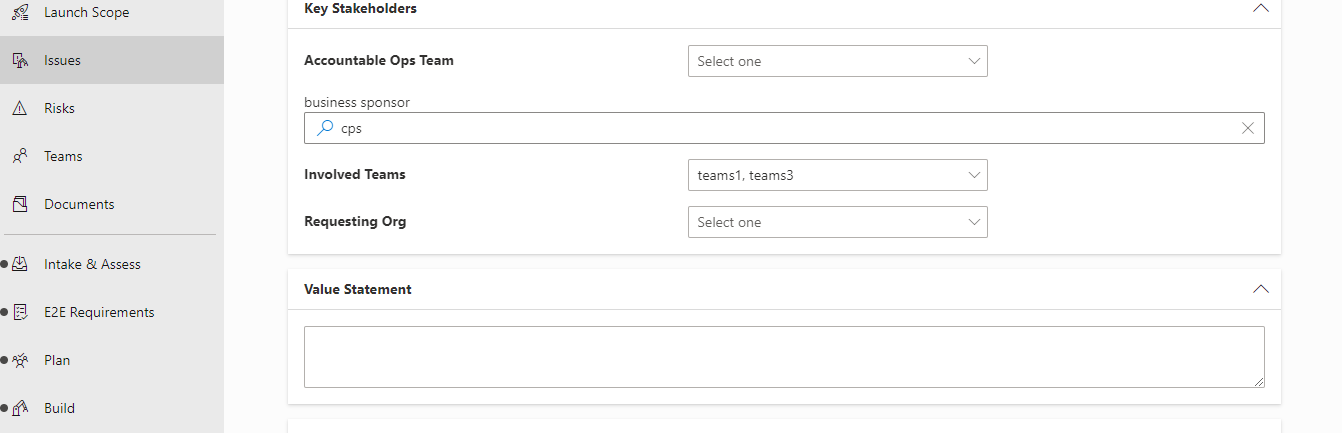 Launch Scope
Issues
Risks
Teams
Documents
Intake & Assess
E2E Requirements
Plan
Build
Key Stakeholders
Accountable Ops Team
Select one
business sponsor
cps
Involved Teams
teams1, teams3
Requesting Org
Select one
Value Statement